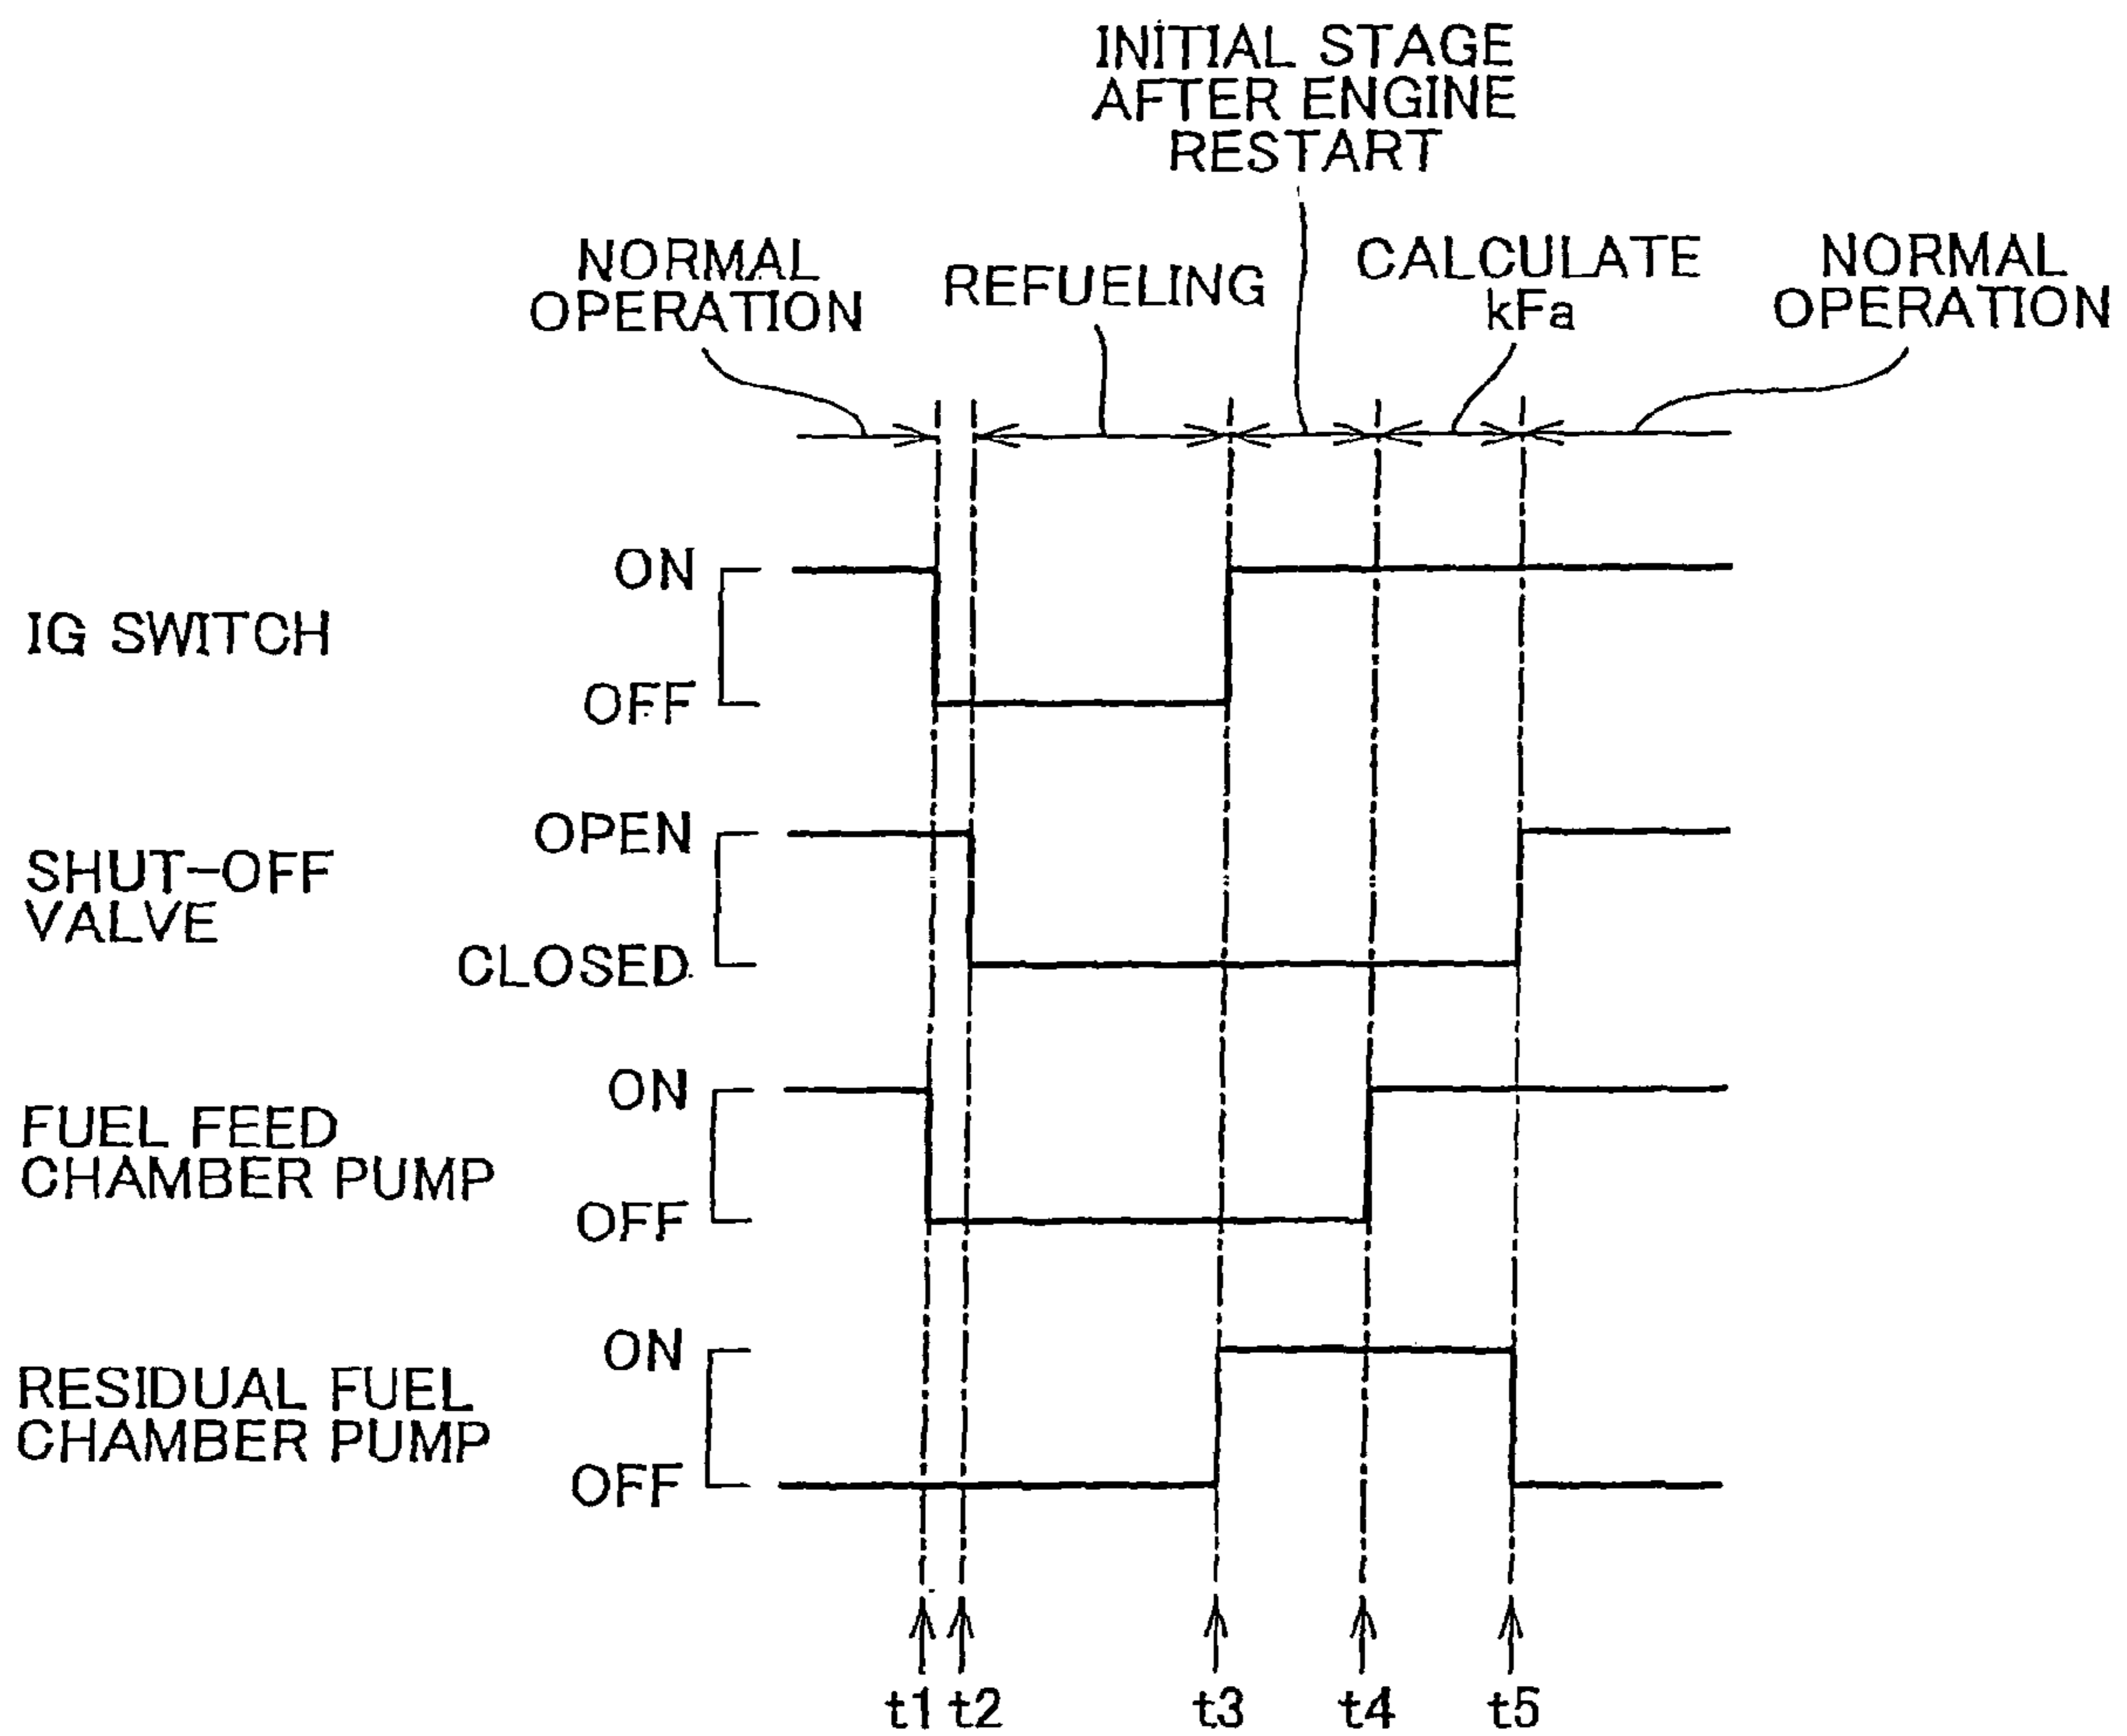 INITIAL STAGE
AFTER ENGINE
RESTART
NORMAL
OPERATION
REFUELING
CALCULATE
kFa
NORMAL
OPERATION
IG SWITCH
ON
OFF
SHUT-OFF
VALVE
OPEN
CLOSED
FUEL FEED
CHAMBER PUMP
ON
OFF
RESIDUAL FUEL
CHAMBER PUMP
ON
OFF
t1 t2 t3 t4 t5